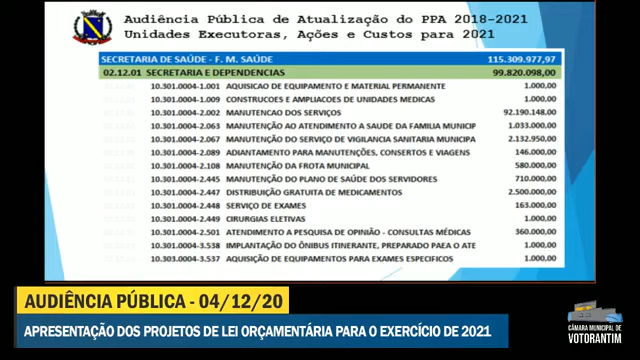 Audiência Pública de Atualização do PPA 2018-2021
Unidades Executoras, Ações e Custos para 2021
SECRETARIA DE SAÚDE - F. M. SAÚDE 115.309.977,97
02.12.01 SECRETARIA E DEPENDENCIAS 99.820.098,00
10.301.0004-1.001 AQUISICAO DE EQUIPAMENTO E MATERIAL PERMANENTE 1.000,00
10.301.0004-1.009 CONSTRUCOES E AMPLIACOES DE UNIDADES MEDICAS 1.000,00
10.301.0004-2.002 MANUTENCAO DOS SERVIÇOS 92.190.148,00
10.301.0004-2.063 MANUTENÇÃO AO ATENDIMENTO A SAUDE DA FAMILIA MUNICIP 1.033.000,00
10.301.0004-2.067 MANUTENÇÃO DO SERVIÇO DE VIGILANCIA SANITARIA MUNICIPA 2.132.950,00
10.301.0004-2.089 ADIANTAMENTO PARA MANUTENÇÕES, CONSERTOS E VIAGENS 146.000,00
10.301.0004-2.108 MANUTENÇÃO DA FROTA MUNICIPAL 580.000,00
10.301.0004-2.445 MANUTENÇÃO DO PLANO DE SAÚDE DOS SERVIDORES 710.000,00
10.301.0004-2.447 DISTRIBUIÇÃO GRATUITA DE MEDICAMENTOS 2.500.000,00
10.301.0004-2.448 SERVIÇO DE EXAMES 163.000,00
10.301.0004-2.449 CIRURGIAS ELETIVAS 1.000,00
10.301.0004-2.501 ATENDIMENTO A PESQUISA DE OPINIÃO - CONSULTAS MÉDICAS 360.000,00
10.301.0004-3.538 IMPLANTAÇÃO DO ÔNIBUS ITINERANTE, PREPARADO PAEA O ATE 1.000,00
10.303.0004-3.537 AQUISIÇÃO DE EQUIPAMENTOS PARA EXAMES ESPECIFICOS 1.000,00
AUDIÊNCIA PÚBLICA - 04/12/20
APRESENTAÇÃO DOS PROJETOS DE LEI ORÇAMENTÁRIA PARA O EXERCÍCIO DE 2021
CÂMARA MUNICIPAL DE
VOTORANTIM